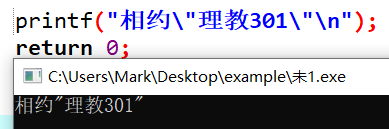 printf("相约\"理教301\"\n");
return 0;
C:\Users\Mark\Desktop\example\未1.exe
相约"理教301"